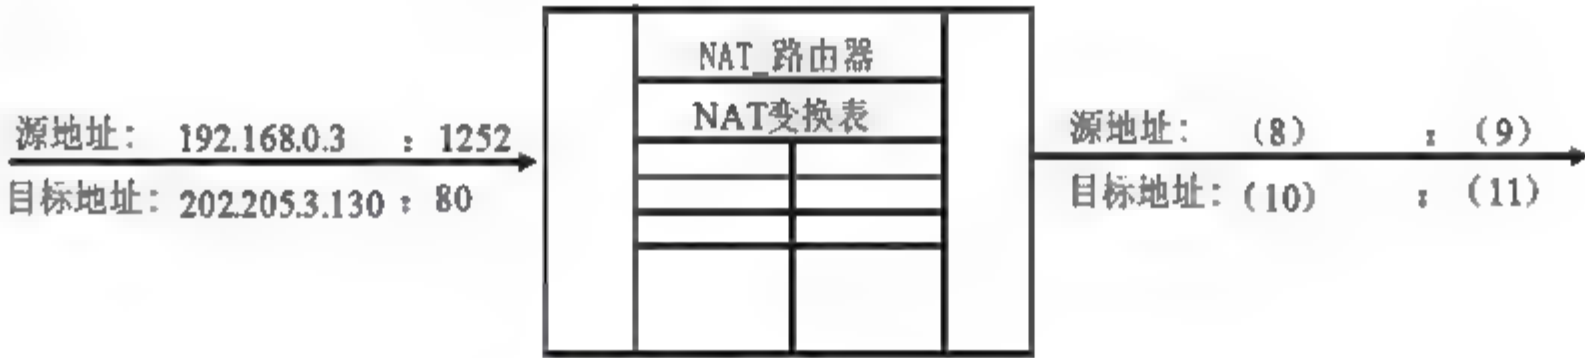 NAT_路由器
NAT变换表
源地址： 192.168.0.3 ：1252
目标地址：202.205.3.130：80
源地址： （8） ：（9）
目标地址：（10） ：（11）